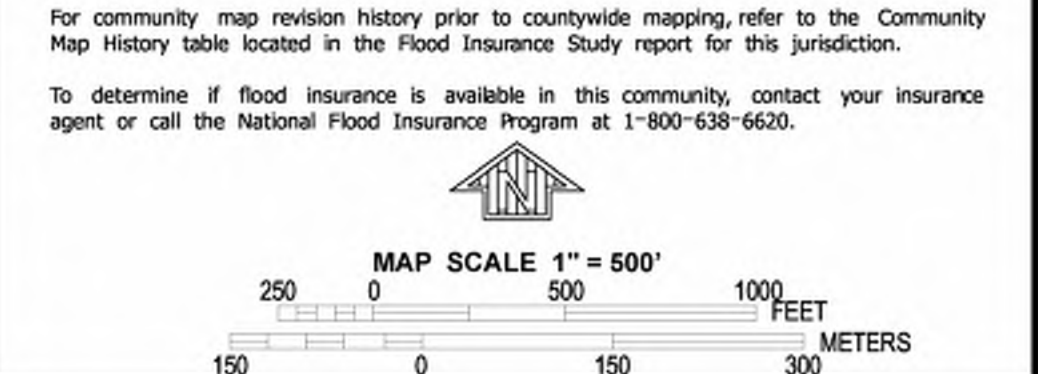 For community map revision history prior to countywide mapping, refer to the Community
Map History table located in the Flood Insurance Study report for this jurisdiction.
To determine if flood insurance is available in this community, contact your insurance
agent or call the National Flood Insurance Program at 1-800-638-6620.
N
MAP SCALE 1" = 500'
250 0 500 1000
FEET
METERS
150 0 150 300